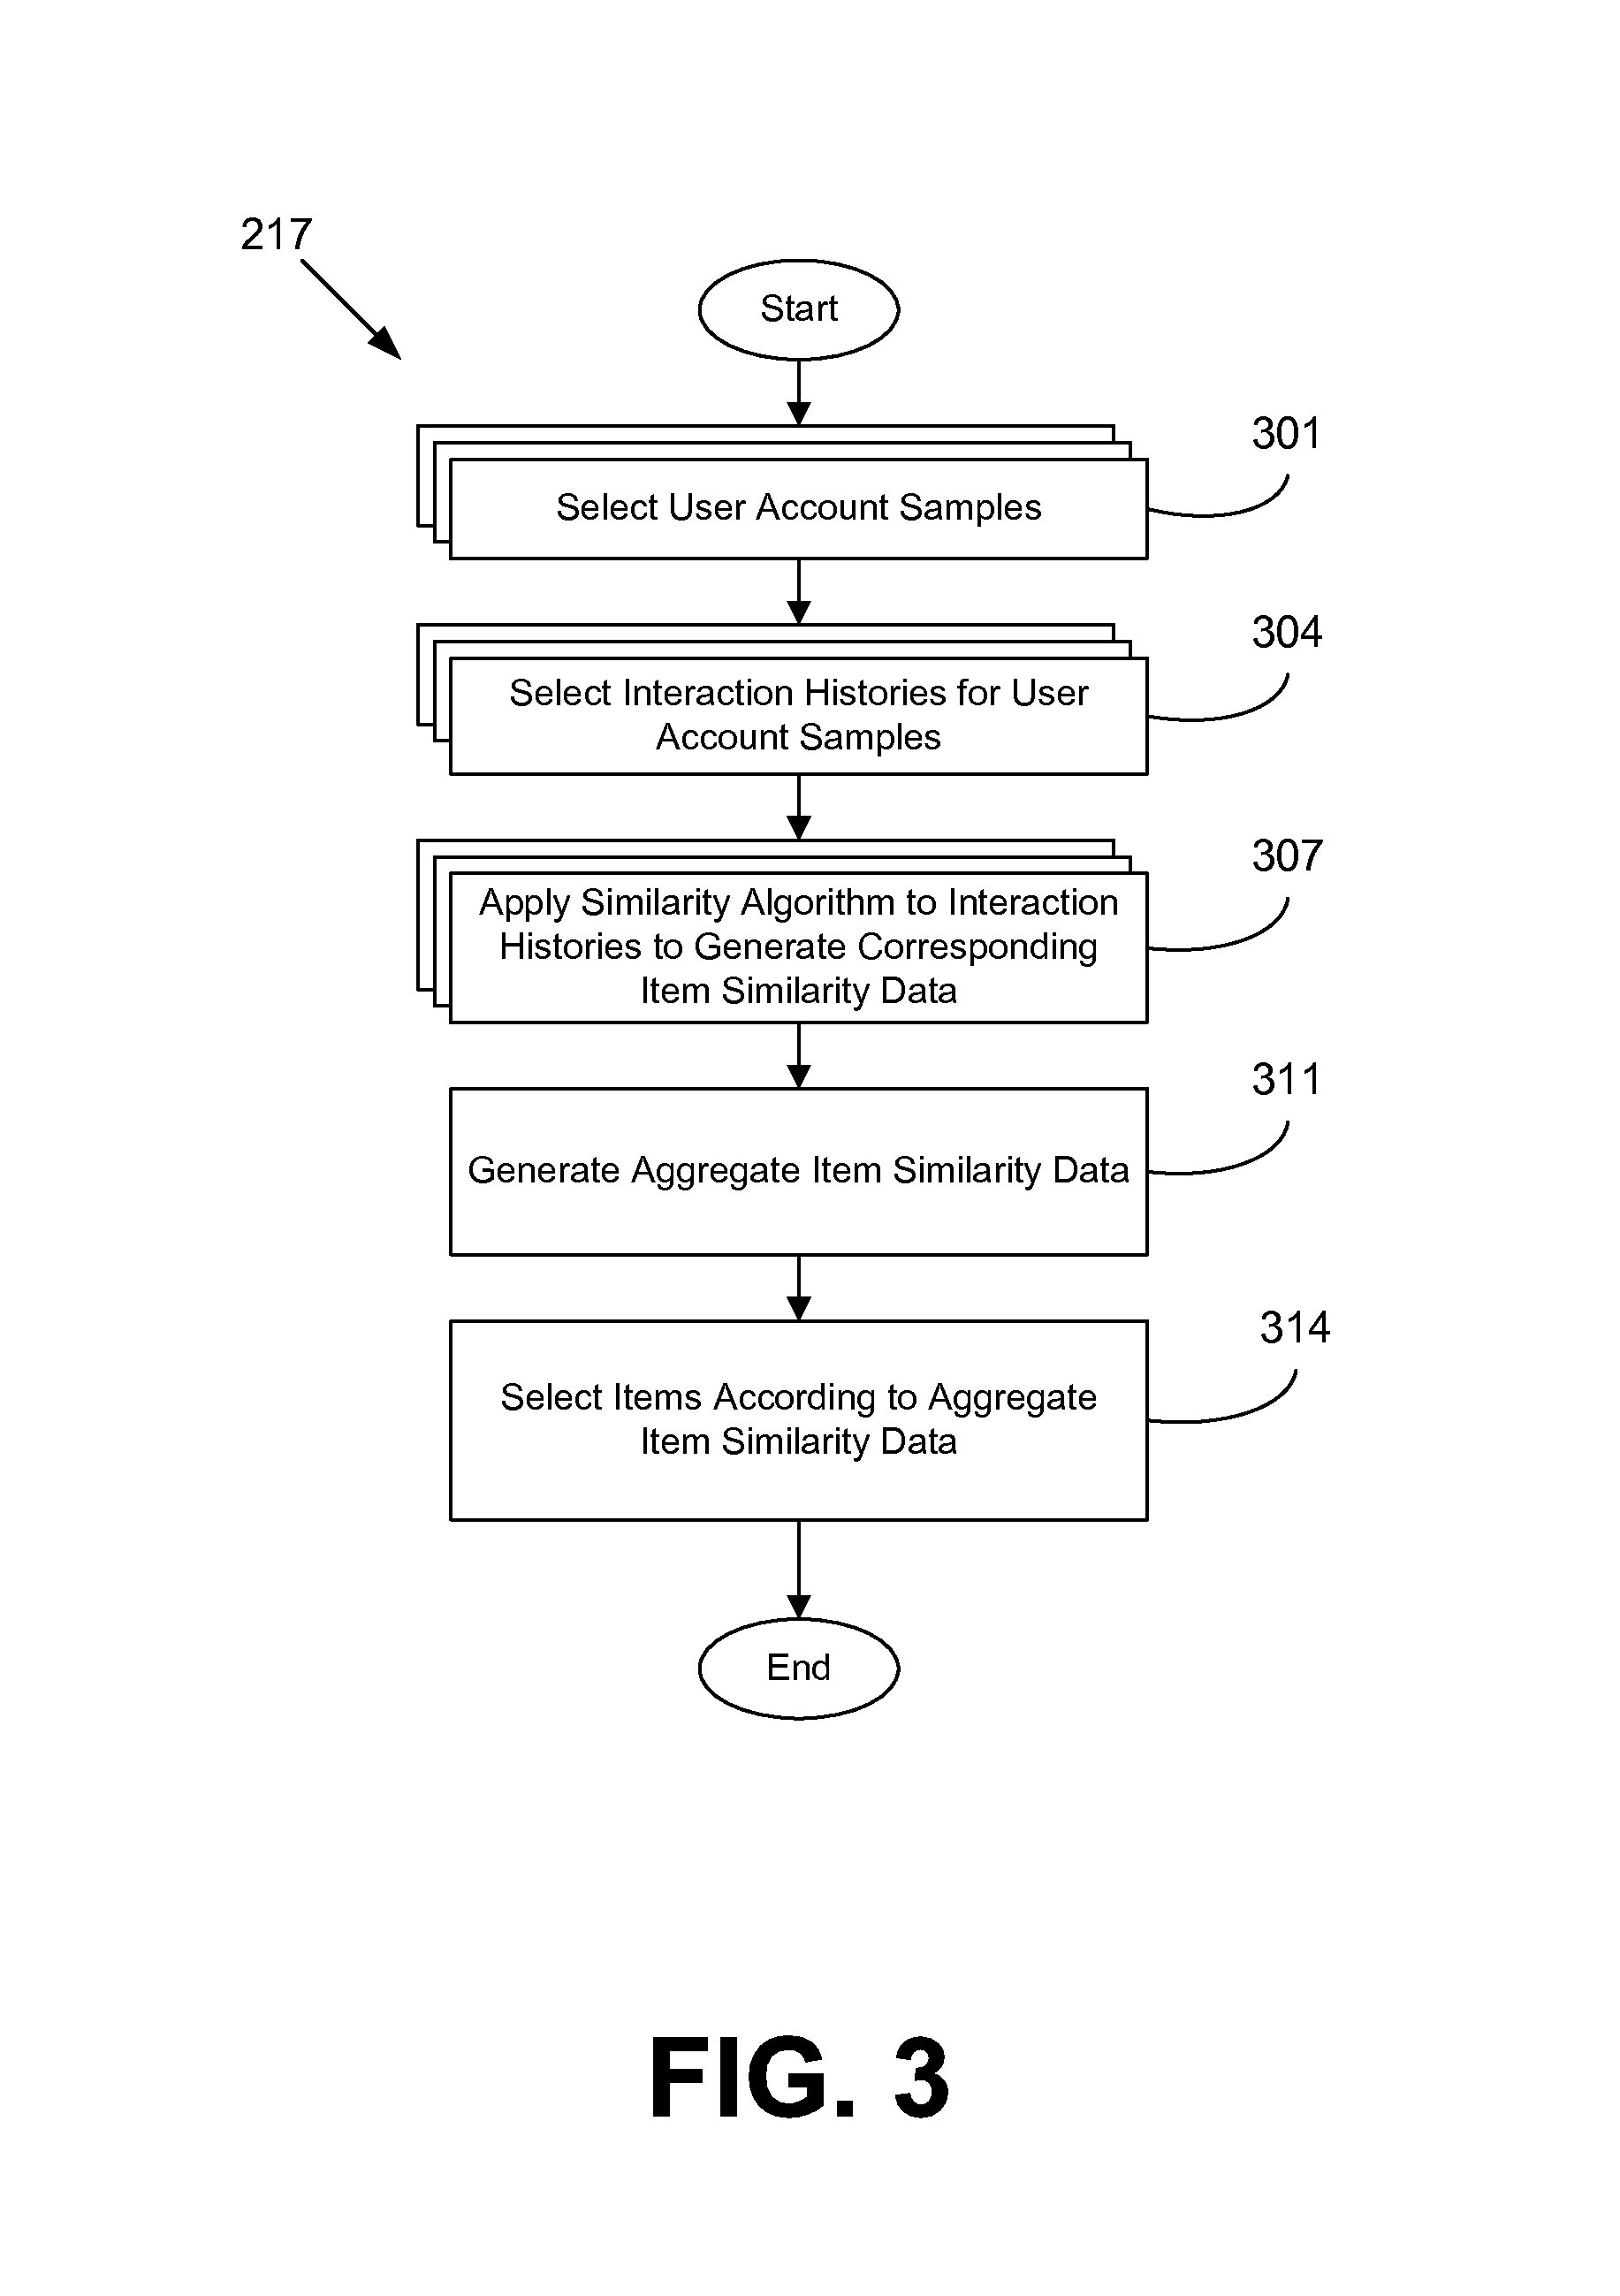 217
Start
301
Select User Account Samples
304
Select Interaction Histories for User
Account Samples
307
Apply Similarity Algorithm to Interaction
Histories to Generate Corresponding
Item Similarity Data
311
Generate Aggregate Item Similarity Data
314
Select Items According to Aggregate
Item Similarity Data
End
FIG. 3